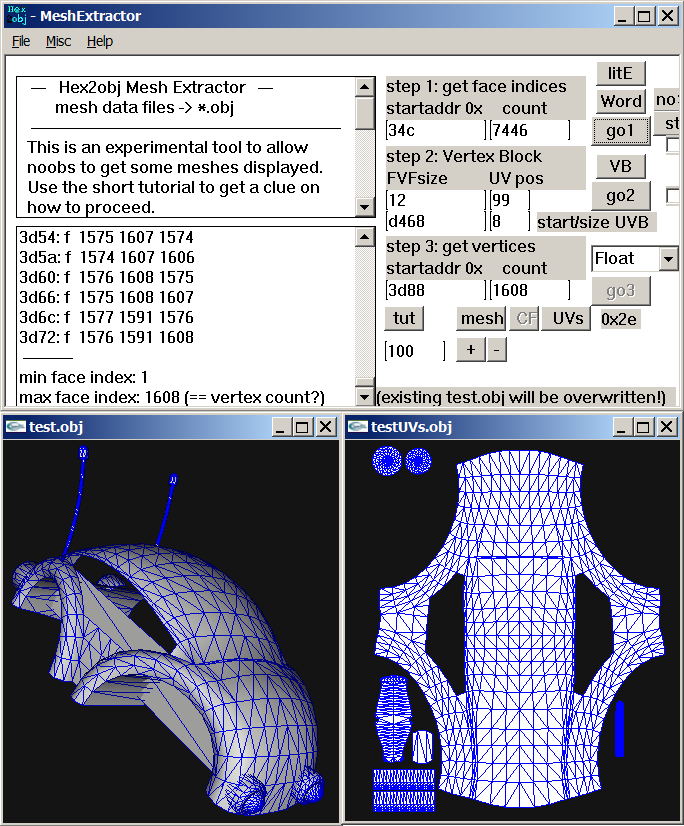 Hex
obj - MeshExtractor
File Misc Help
— Hex2obj Mesh Extractor —
mesh data files -> *.obj
This is an experimental tool to allow
noobs to get some meshes displayed.
Use the short tutorial to get a clue on
how to proceed.
3d54: f 1575 1607 1574
3d5a: f 1574 1607 1606
3d60: f 1576 1608 1575
3d66: f 1575 1608 1607
3d6c: f 1577 1591 1576
3d72: f 1576 1591 1608
min face index: 1
max face index: 1608 (== vertex count?)
step 1: get face indices
startaddr 0x count
34c 7446
litE
Word
go1
no
st
step 2: Vertex Block
FVFsize UV pos
12 99
d468 8 start/size UVB
VB
go2
step 3: get vertices
startaddr 0x count
3d88 1608
Float
go3
tut mesh CF UVs 0x2e
100 + -
(existing test.obj will be overwritten!)
test.obj
testUVs.obj